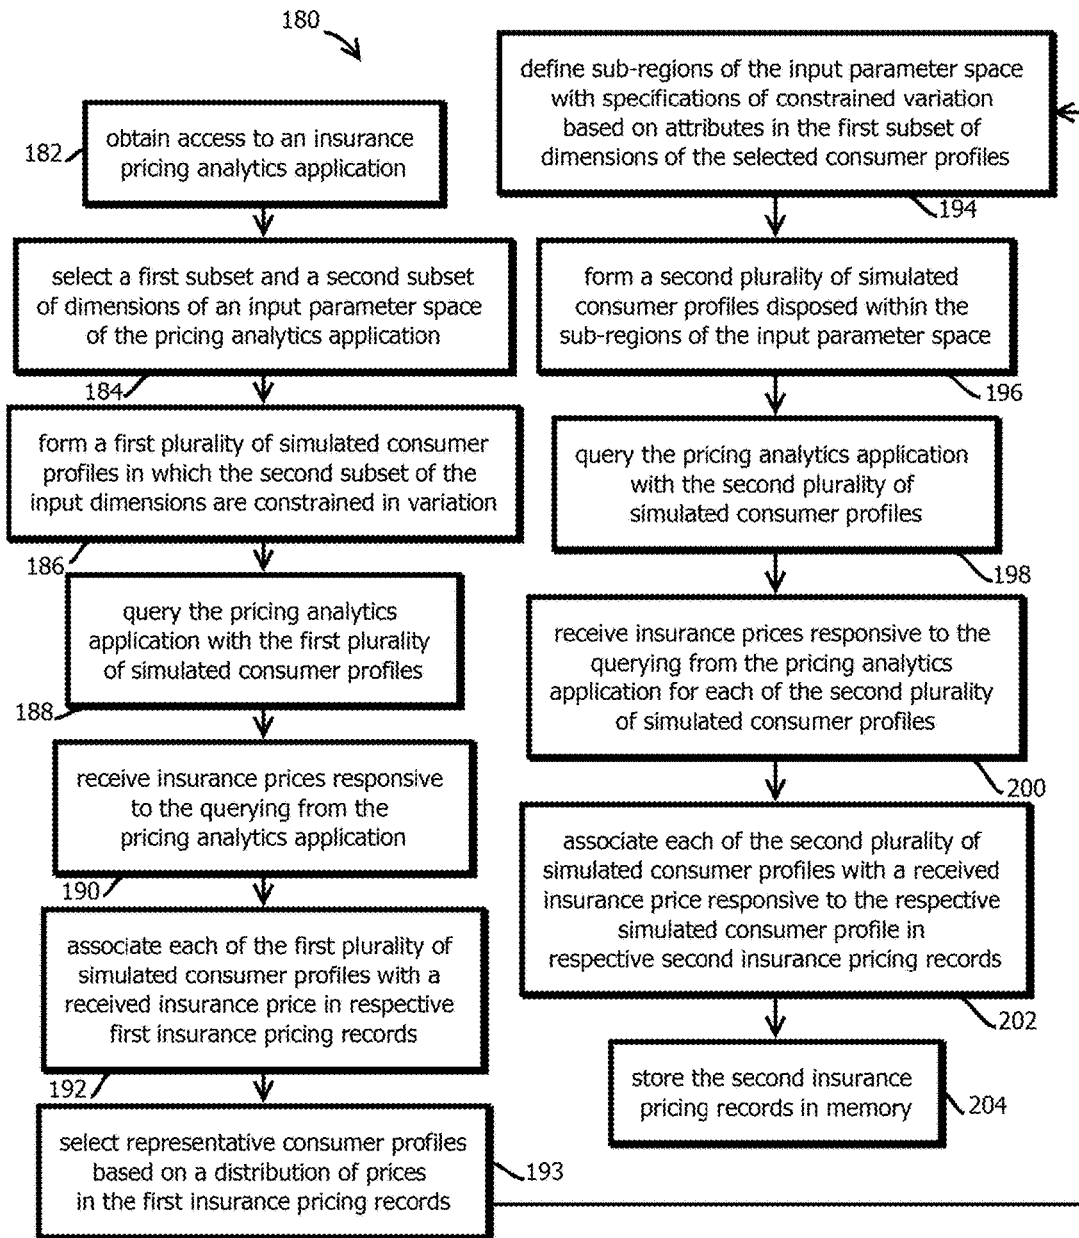 180
182
obtain access to an insurance
pricing analytics application
select a first subset and a second subset
of dimensions of an input parameter space
of the pricing analytics application
184
form a first plurality of simulated consumer
profiles in which the second subset of the
input dimensions are constrained in variation
186
query the pricing analytics
application with the first plurality
of simulated consumer profiles
188
receive insurance prices responsive
to the querying from the
pricing analytics application
190
associate each of the first plurality of
simulated consumer profiles with a
received insurance price in respective
first insurance pricing records
192
select representative consumer profiles
based on a distribution of prices
in the first insurance pricing records
193
define sub-regions of the input parameter space
with specifications of constrained variation
based on attributes in the first subset of
dimensions of the selected consumer profiles
194
form a second plurality of simulated
consumer profiles disposed within the
sub-regions of the input parameter space
196
query the pricing analytics application
with the second plurality of
simulated consumer profiles
198
receive insurance prices responsive to the
querying from the pricing analytics
application for each of the second plurality
of simulated consumer profiles
200
associate each of the second plurality of
simulated consumer profiles with a received
insurance price responsive to the respective
simulated consumer profile in
respective second insurance pricing records
202
store the second insurance
pricing records in memory
204